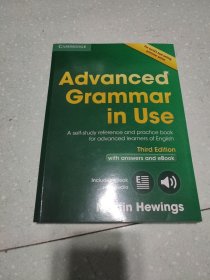 CAMBRIDGE
Advanced
Grammar
in Use
A self-study reference and practice book
for advanced learners of English
Third Edition
with answers and eBook
Hewings